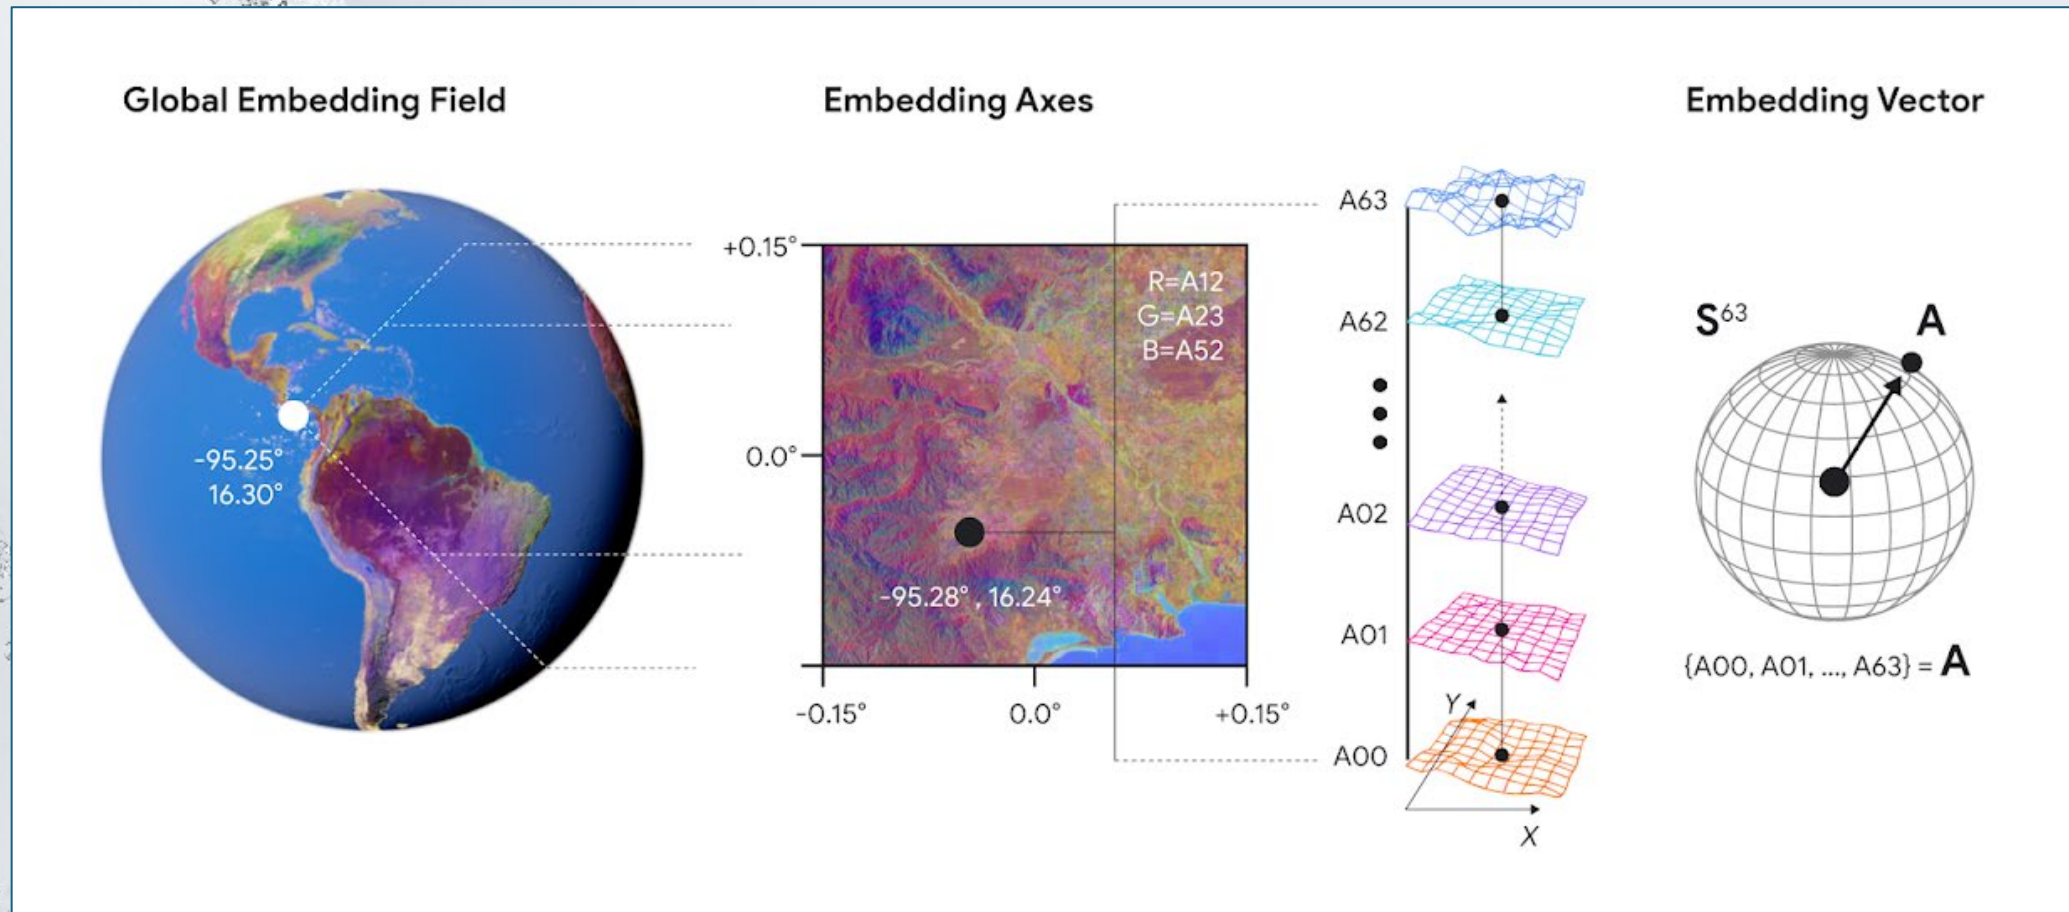 Global Embedding Field
-95.25°
16.30°
Embedding Axes
+0.15°
0.0°
R=A12
G=A23
B=A52
-95.28° , 16.24°
-0.15°
0.0°
+0.15°
A63
A62
A02
A01
A00
Y
X
Embedding Vector
S⁶³
A
{A00, A01, ..., A63} = A